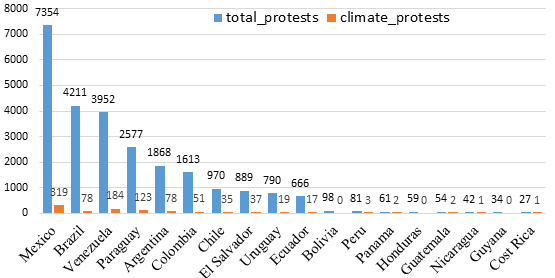 8000
7000
6000
5000
4000
3000
2000
1000
0
total_protests climate_protests
7354 4211 3952 2577 1868 1613 970 889 790 666 98 81 61 59 54 42 34 27
319 78 184 123 78 51 35 37 19 17 0 3 2 0 2 1 0 1
Mexico
Brazil
Venezuela
Paraguay
Argentina
Colombia
Chile
El Salvador
Uruguay
Ecuador
Bolivia
Peru
Panama
Honduras
Guatemala
Nicaragua
Guyana
Cost Rica